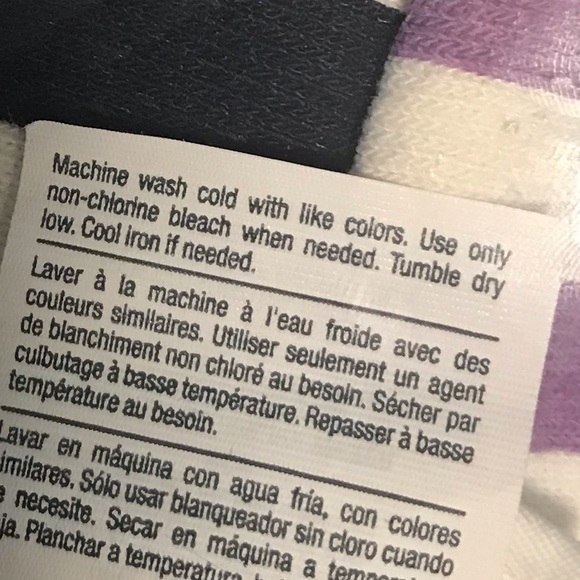 Machine wash cold with like colors. Use only
non-chlorine bleach when needed. Tumble dry
low. Cool iron if needed.
Laver à la machine à l'eau froide avec des
couleurs similaires. Utiliser seulement un agent
de blanchiment non chloré au besoin. Sécher par
culbutage à basse température. Repasser à basse
température au besoin.
Lavar en máquina con agua fría, con colores
similares. Sólo usar blanqueador sin cloro cuando
necesite. Secar en máquina a
ja. Planchar a temperatura